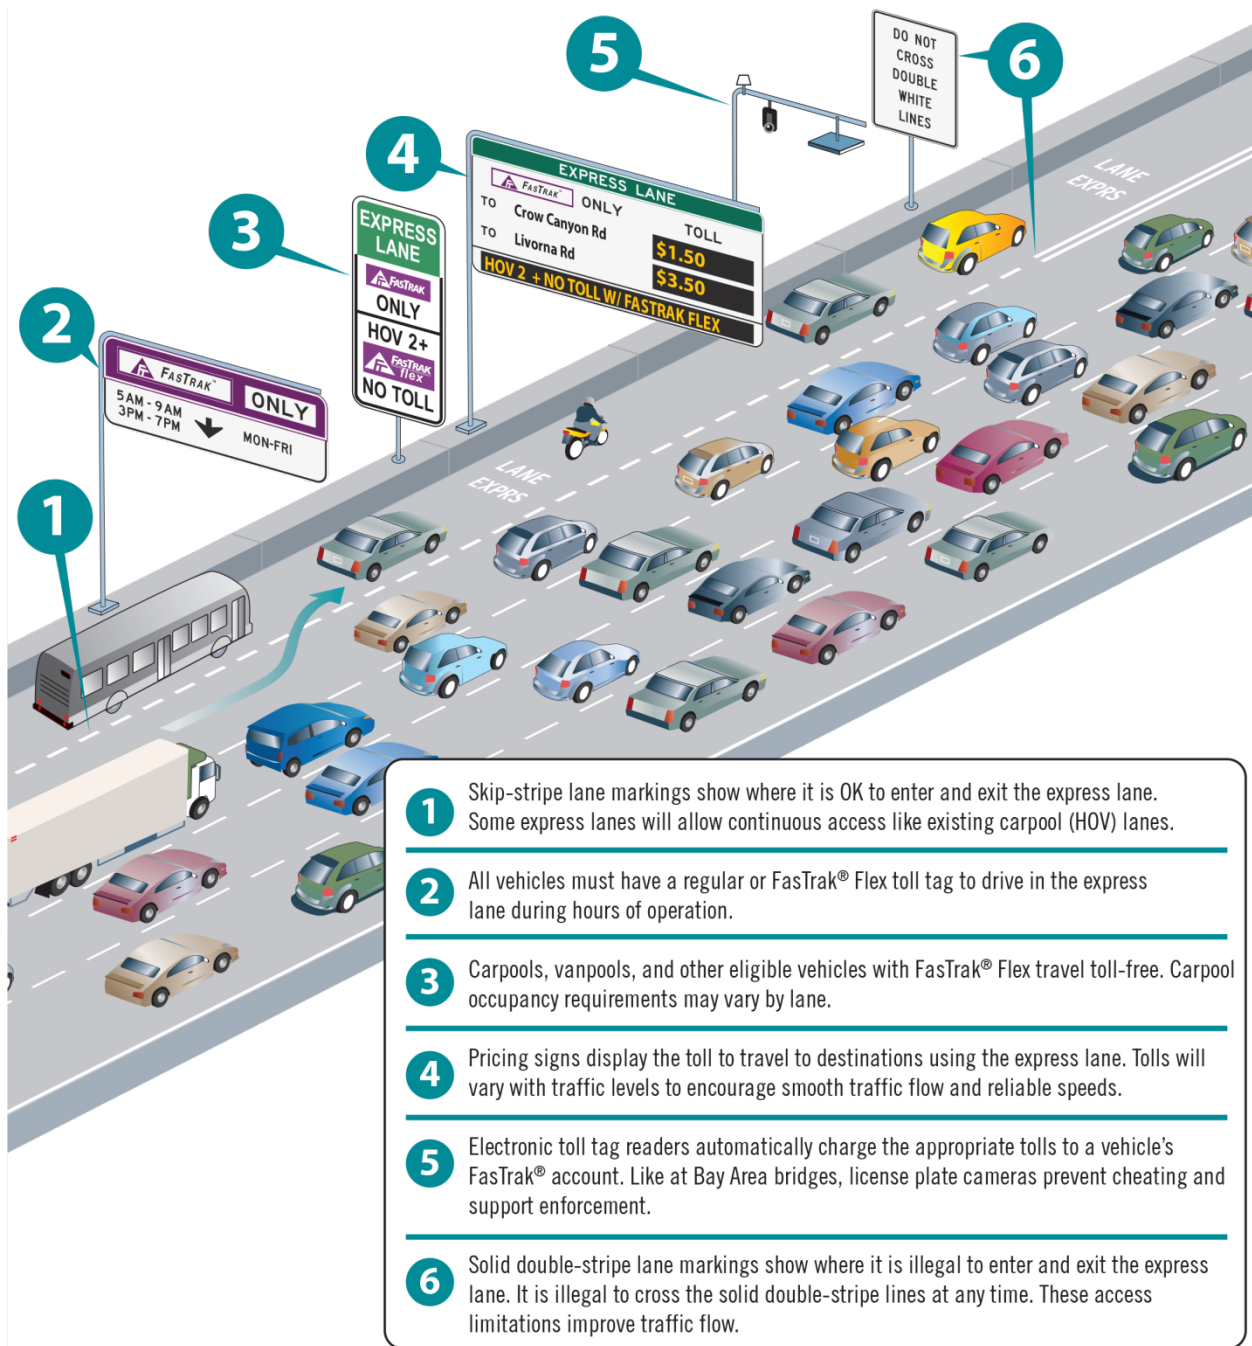 5
6
DO NOT
CROSS
DOUBLE
WHITE
LINES
4
EXPRESS LANE
FASTRAK™ ONLY
TO Crow Canyon Rd
TO Livorna Rd
TOLL
$1.50
$3.50
HOV 2 + NO TOLL W/ FASTRAK FLEX
LANE
EXPRS
3
EXPRESS
LANE
FASTRAK
ONLY
HOV 2+
FASTRAK
flex
NO TOLL
2
FASTRAK™ ONLY
5AM - 9AM
3PM - 7PM
MON-FRI
LANE
EXPRS
1
1 Skip-stripe lane markings show where it is OK to enter and exit the express lane.
Some express lanes will allow continuous access like existing carpool (HOV) lanes.
2 All vehicles must have a regular or FasTrak® Flex toll tag to drive in the express
lane during hours of operation.
3 Carpools, vanpools, and other eligible vehicles with FasTrak® Flex travel toll-free. Carpool
occupancy requirements may vary by lane.
4 Pricing signs display the toll to travel to destinations using the express lane. Tolls will
vary with traffic levels to encourage smooth traffic flow and reliable speeds.
5 Electronic toll tag readers automatically charge the appropriate tolls to a vehicle's
FasTrak® account. Like at Bay Area bridges, license plate cameras prevent cheating and
support enforcement.
6 Solid double-stripe lane markings show where it is illegal to enter and exit the express
lane. It is illegal to cross the solid double-stripe lines at any time. These access
limitations improve traffic flow.